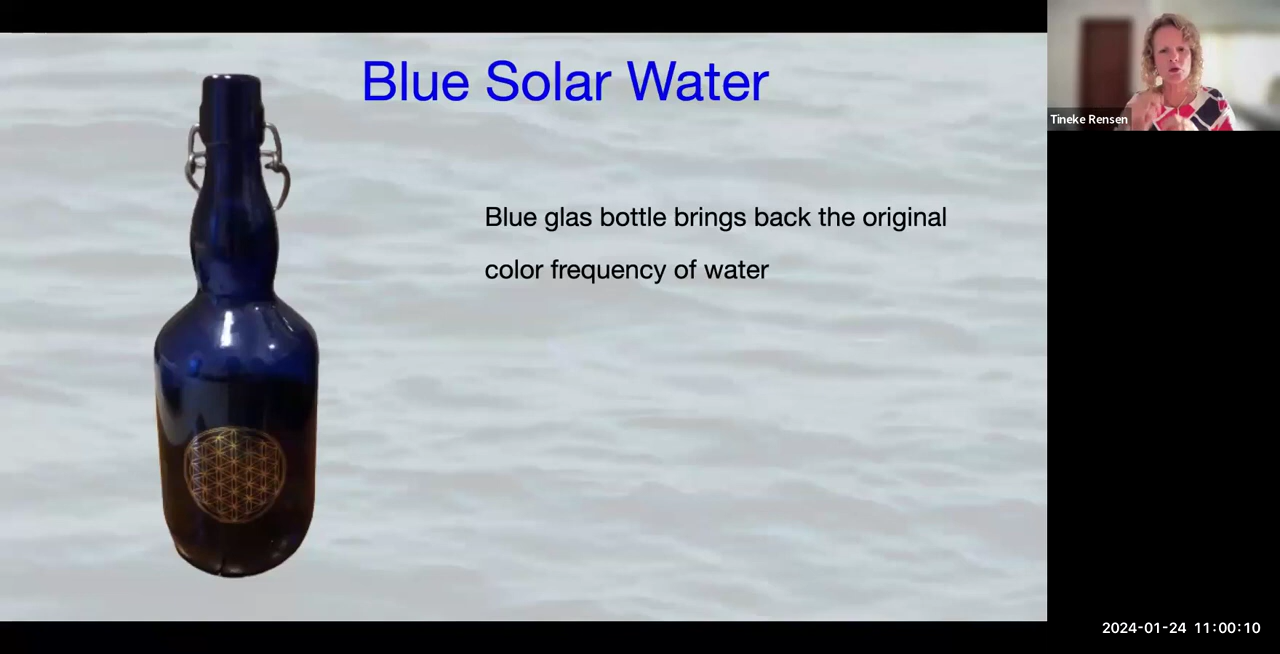 Blue Solar Water
Tineke Rensen
Blue glas bottle brings back the original
color frequency of water
2024-01-24 11:00:10